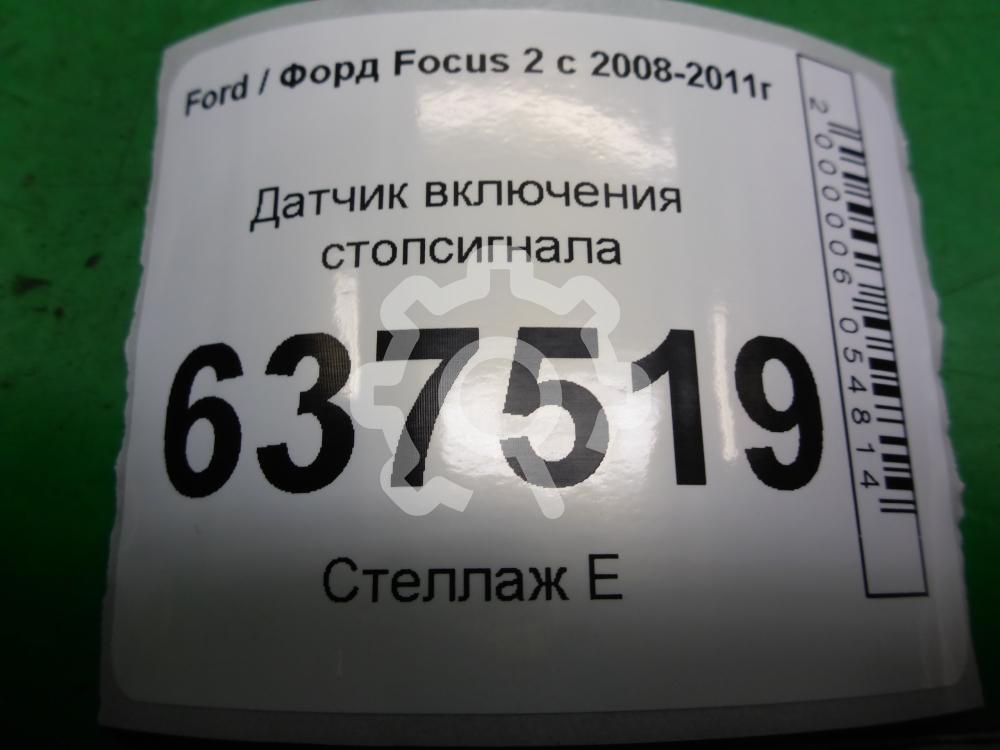 Ford / Форд Focus 2 с 2008-2011г
Датчик включения
стопсигнала
637519
Стеллаж Е
2000006054814